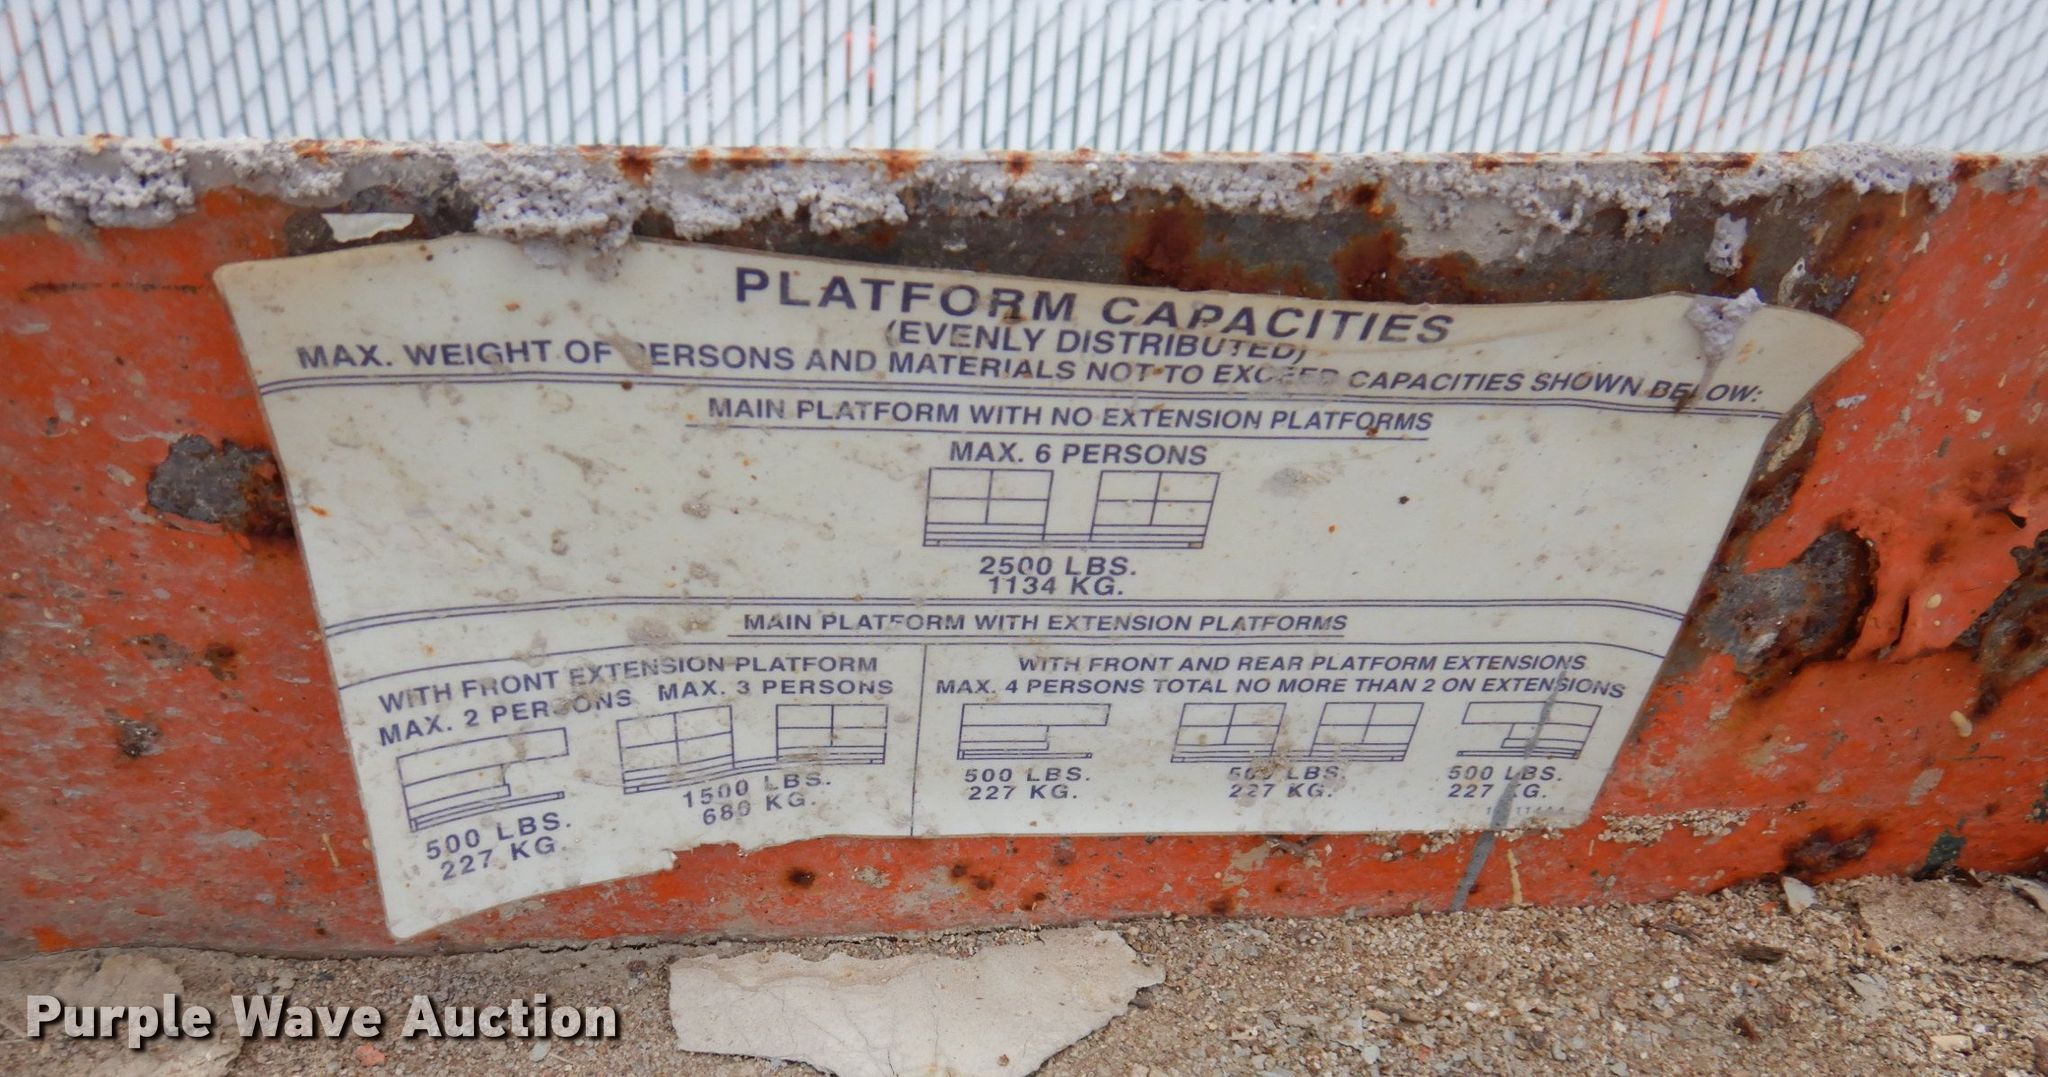 PLATFORM CAPACITIES
(EVENLY DISTRIBUTED)
MAX. WEIGHT OF PERSONS AND MATERIALS NOT TO EXCEED CAPACITIES SHOWN BELOW:
MAIN PLATFORM WITH NO EXTENSION PLATFORMS
MAX. 6 PERSONS
2500 LBS.
1134 KG.
MAIN PLATFORM WITH EXTENSION PLATFORMS
WITH FRONT EXTENSION PLATFORM
MAX. 2 PERSONS MAX. 3 PERSONS
500 LBS.
227 KG.
1500 LBS.
680 KG.
WITH FRONT AND REAR PLATFORM EXTENSIONS
MAX. 4 PERSONS TOTAL NO MORE THAN 2 ON EXTENSIONS
500 LBS.
227 KG.
500 LBS.
227 KG.
500 LBS.
227 KG.
Purple Wave Auction